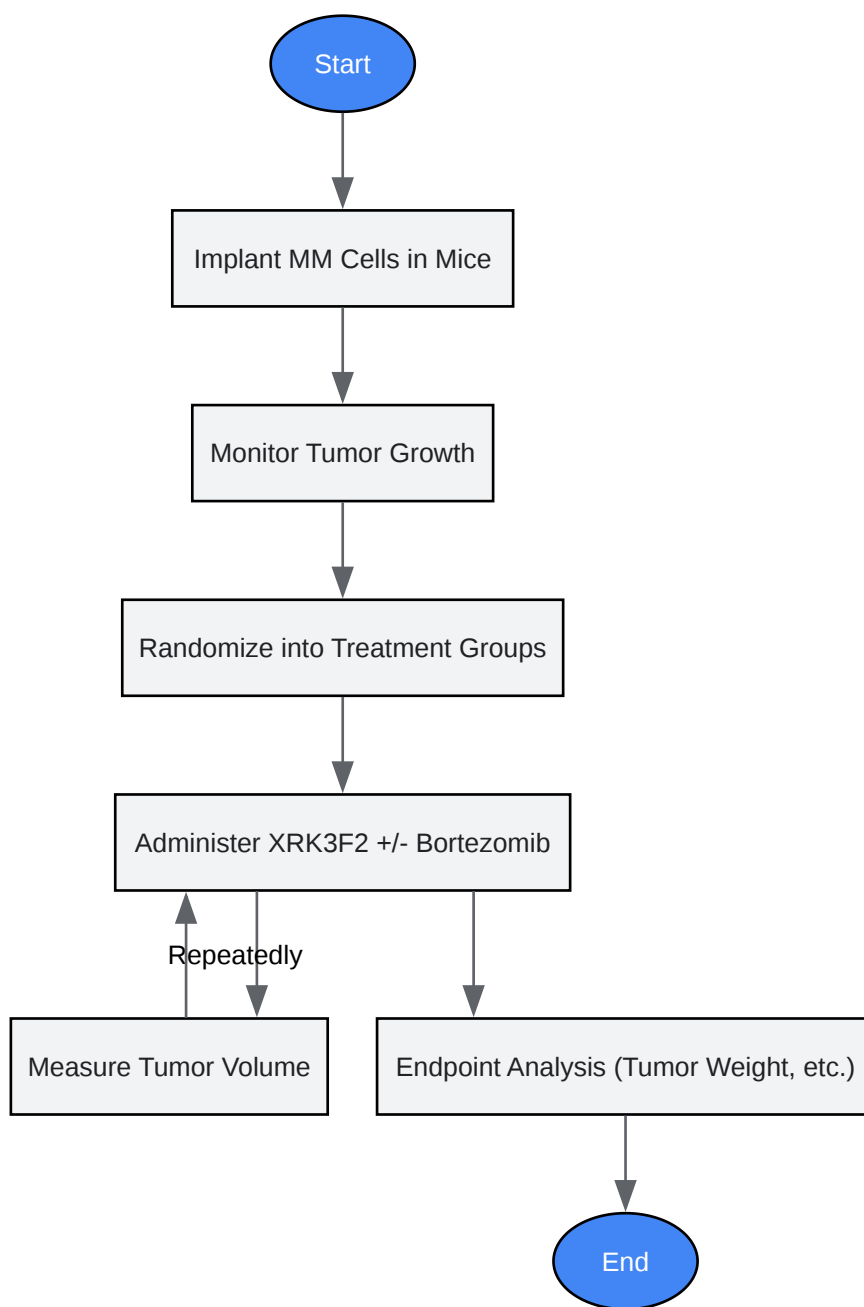 Start
Implant MM Cells in Mice
Monitor Tumor Growth
Randomize into Treatment Groups
Administer XRK3F2 +/- Bortezomib
Repeatedly
Measure Tumor Volume
Endpoint Analysis (Tumor Weight, etc.)
End